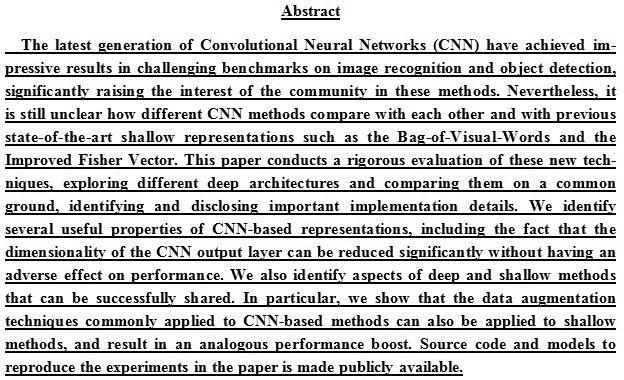 Abstract
The latest generation of Convolutional Neural Networks (CNN) have achieved im-
pressive results in challenging benchmarks on image recognition and object detection,
significantly raising the interest of the community in these methods. Nevertheless, it
is still unclear how different CNN methods compare with each other and with previous
state-of-the-art shallow representations such as the Bag-of-Visual-Words and the
Improved Fisher Vector. This paper conducts a rigorous evaluation of these new tech-
niques, exploring different deep architectures and comparing them on a common
ground, identifying and disclosing important implementation details. We identify
several useful properties of CNN-based representations, including the fact that the
dimensionality of the CNN output layer can be reduced significantly without having an
adverse effect on performance. We also identify aspects of deep and shallow methods
that can be successfully shared. In particular, we show that the data augmentation
techniques commonly applied to CNN-based methods can also be applied to shallow
methods, and result in an analogous performance boost. Source code and models to
reproduce the experiments in the paper is made publicly available.